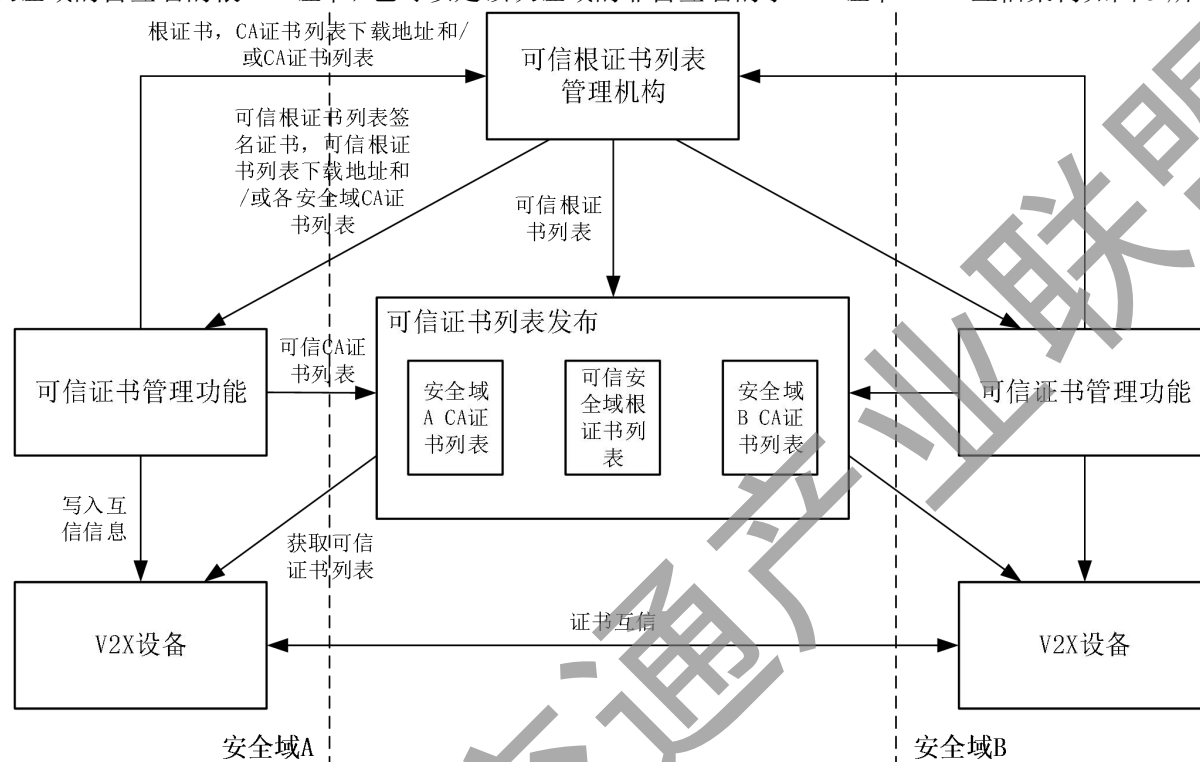 根证书，CA证书列表下载地址和/
或CA证书列表
可信根证书列表
管理机构
可信根证书列表签
名证书，可信根证
书列表下载地址和
/或各安全域CA证
书列表
可信根证
书列表
可信证书列表发布
可信证书管理功能
可信CA证
书列表
安全域
A CA证
书列表
可信安
全域根
证书列
表
安全域
B CA证
书列表
可信证书管理功能
写入互
信信息
获取可信
证书列表
V2X设备
证书互信
V2X设备
安全域A
安全域B
交通产业联盟